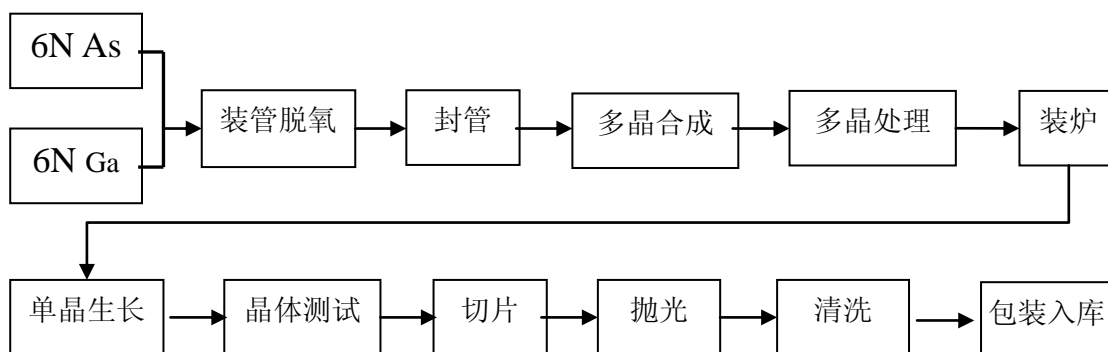 6N As
6N Ga
装管脱氧
封管
多晶合成
多晶处理
装炉
单晶生长
晶体测试
切片
抛光
清洗
包装入库